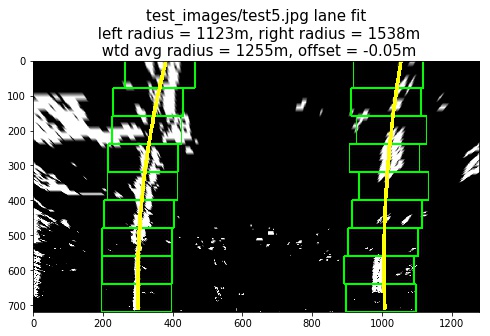 test_images/test5.jpg lane fit
left radius = 1123m, right radius = 1538m
wtd avg radius = 1255m, offset = -0.05m
0
100
200
300
400
500
600
700
0 200 400 600 800 1000 1200